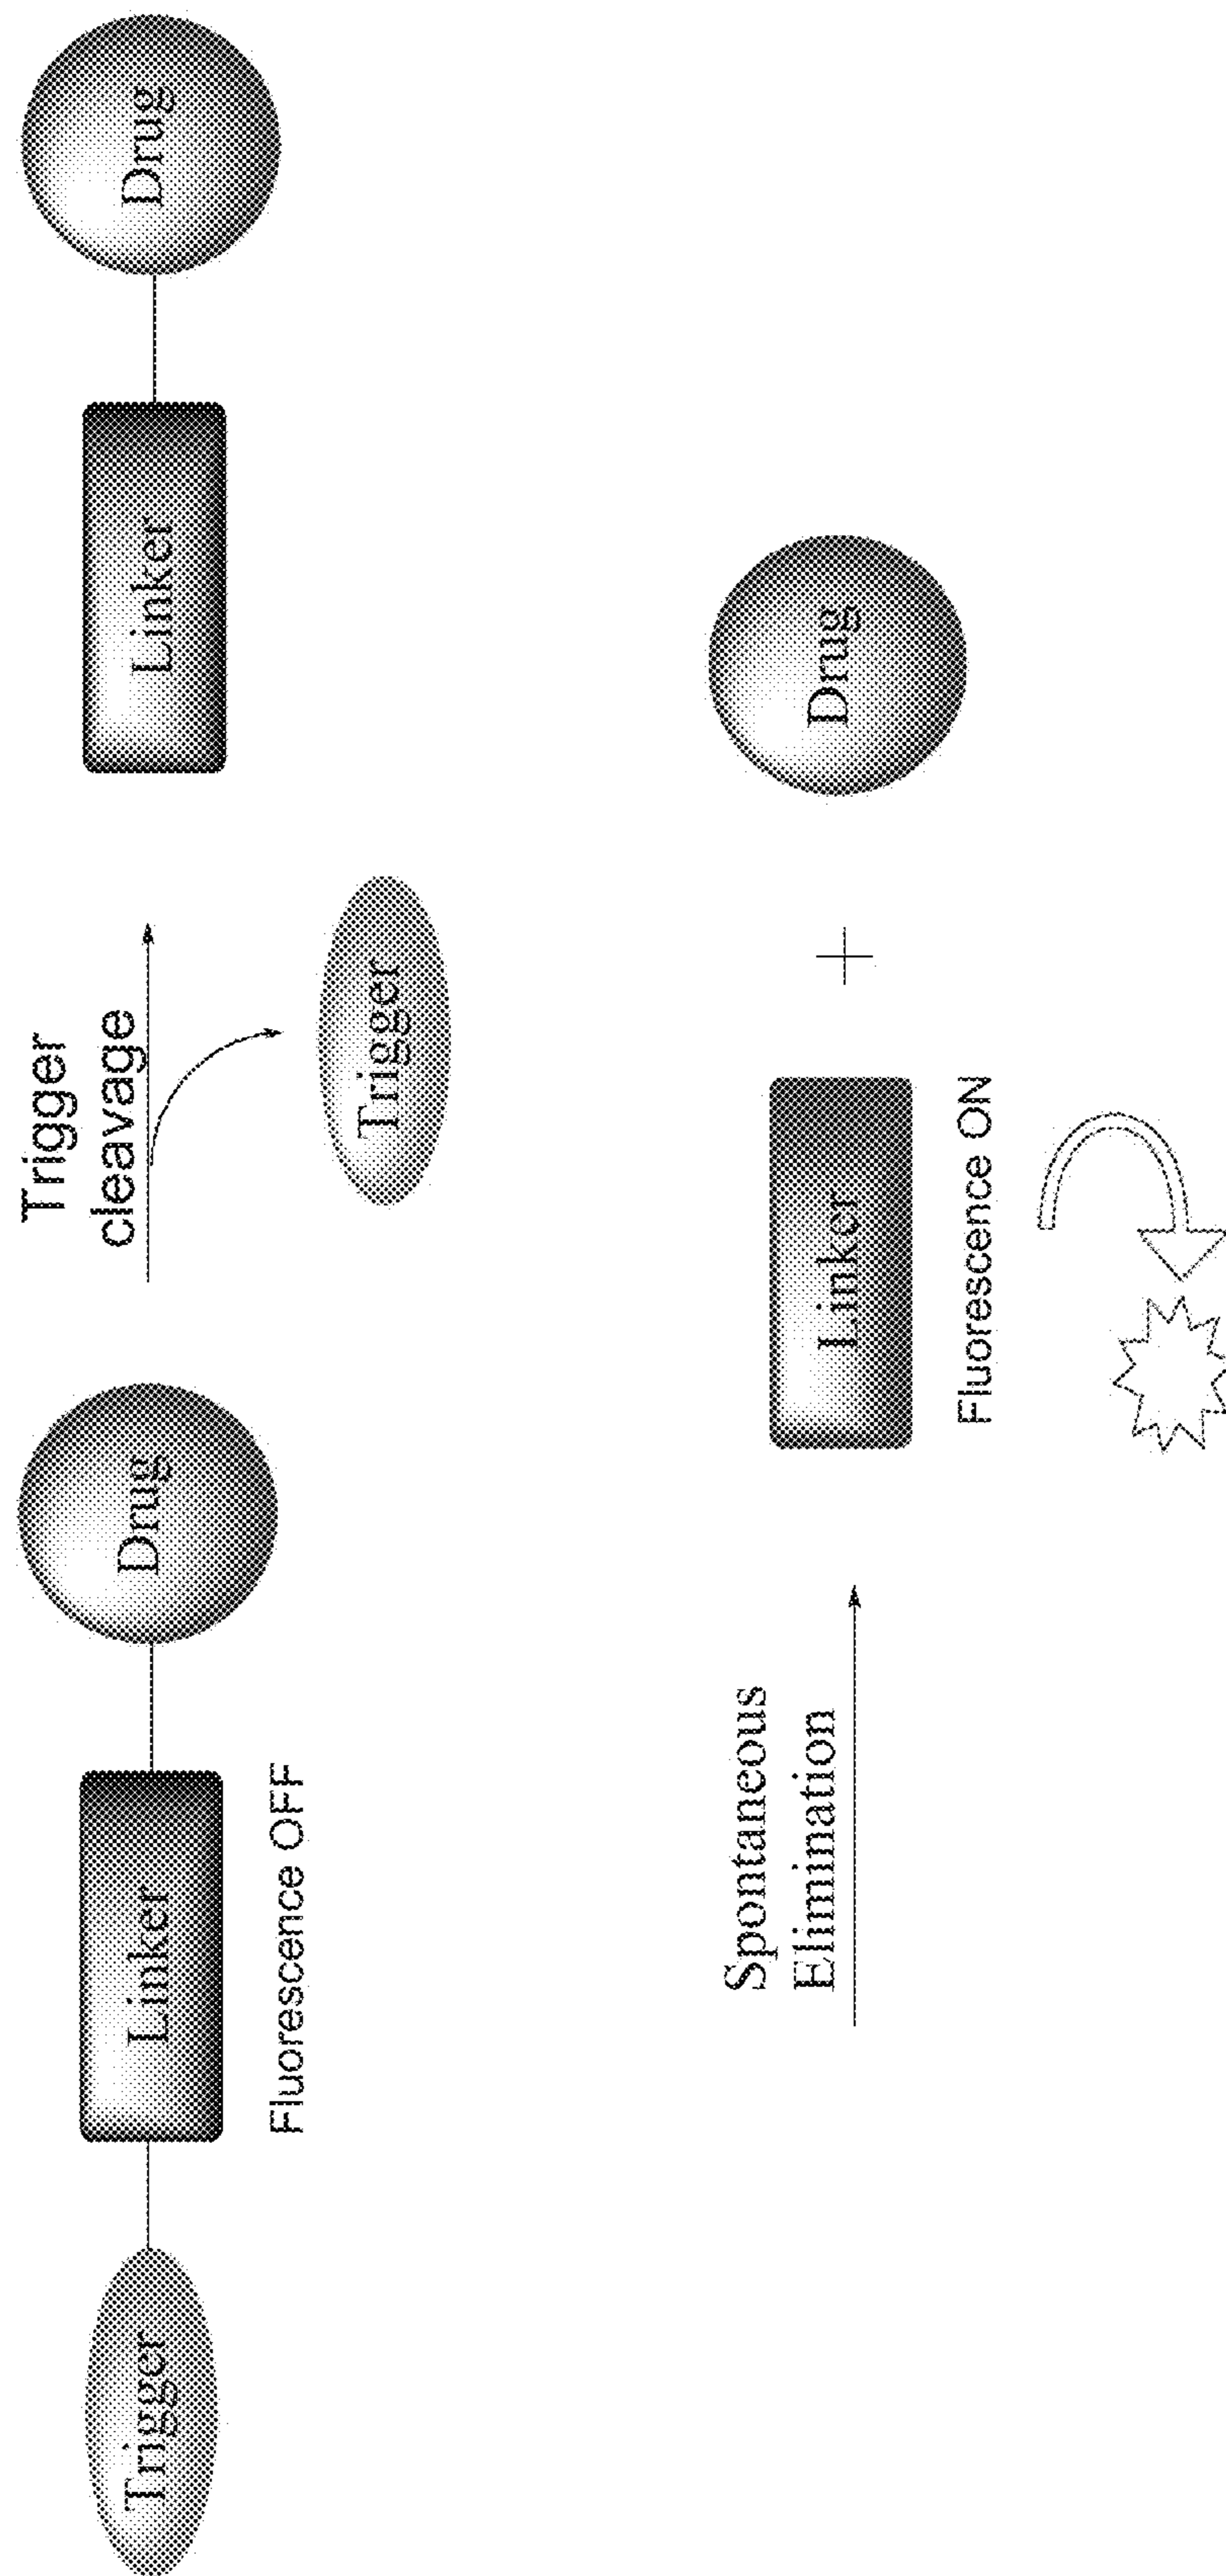 Trigger
Linker
Drug
Fluorescence OFF
Trigger
cleavage
Trigger
Linker
Drug
Spontaneous
Elimination
Linker
Fluorescence ON
+
Drug